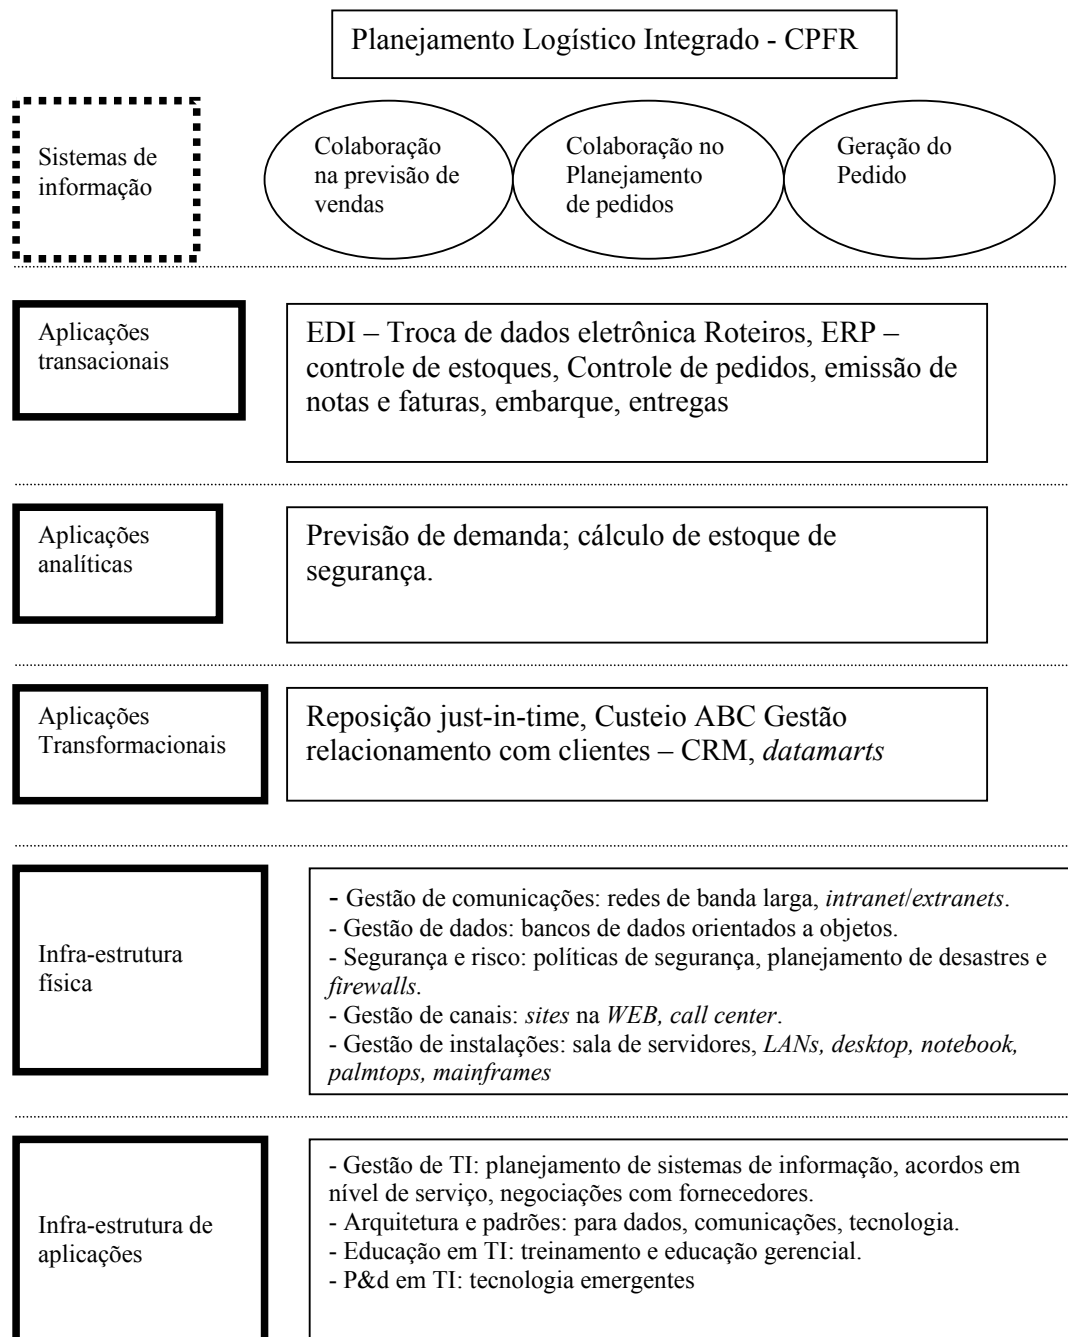 Planejamento Logístico Integrado - CPFR
Sistemas de
informação
Colaboração
na previsão de
vendas
Colaboração no
Planejamento
de pedidos
Geração do
Pedido
Aplicações
transacionais
EDI – Troca de dados eletrônica Roteiros, ERP –
controle de estoques, Controle de pedidos, emissão de
notas e faturas, embarque, entregas
Aplicações
analíticas
Previsão de demanda; cálculo de estoque de
segurança.
Aplicações
Transformacionais
Reposição just-in-time, Custeio ABC Gestão
relacionamento com clientes – CRM, datamarts
Infra-estrutura
física
- Gestão de comunicações: redes de banda larga, intranet/extranets.
- Gestão de dados: bancos de dados orientados a objetos.
- Segurança e risco: políticas de segurança, planejamento de desastres e
firewalls.
- Gestão de canais: sites na WEB, call center.
- Gestão de instalações: sala de servidores, LANs, desktop, notebook,
palmtops, mainframes
Infra-estrutura de
aplicações
- Gestão de TI: planejamento de sistemas de informação, acordos em
nível de serviço, negociações com fornecedores.
- Arquitetura e padrões: para dados, comunicações, tecnologia.
- Educação em TI: treinamento e educação gerencial.
- P&d em TI: tecnologia emergentes